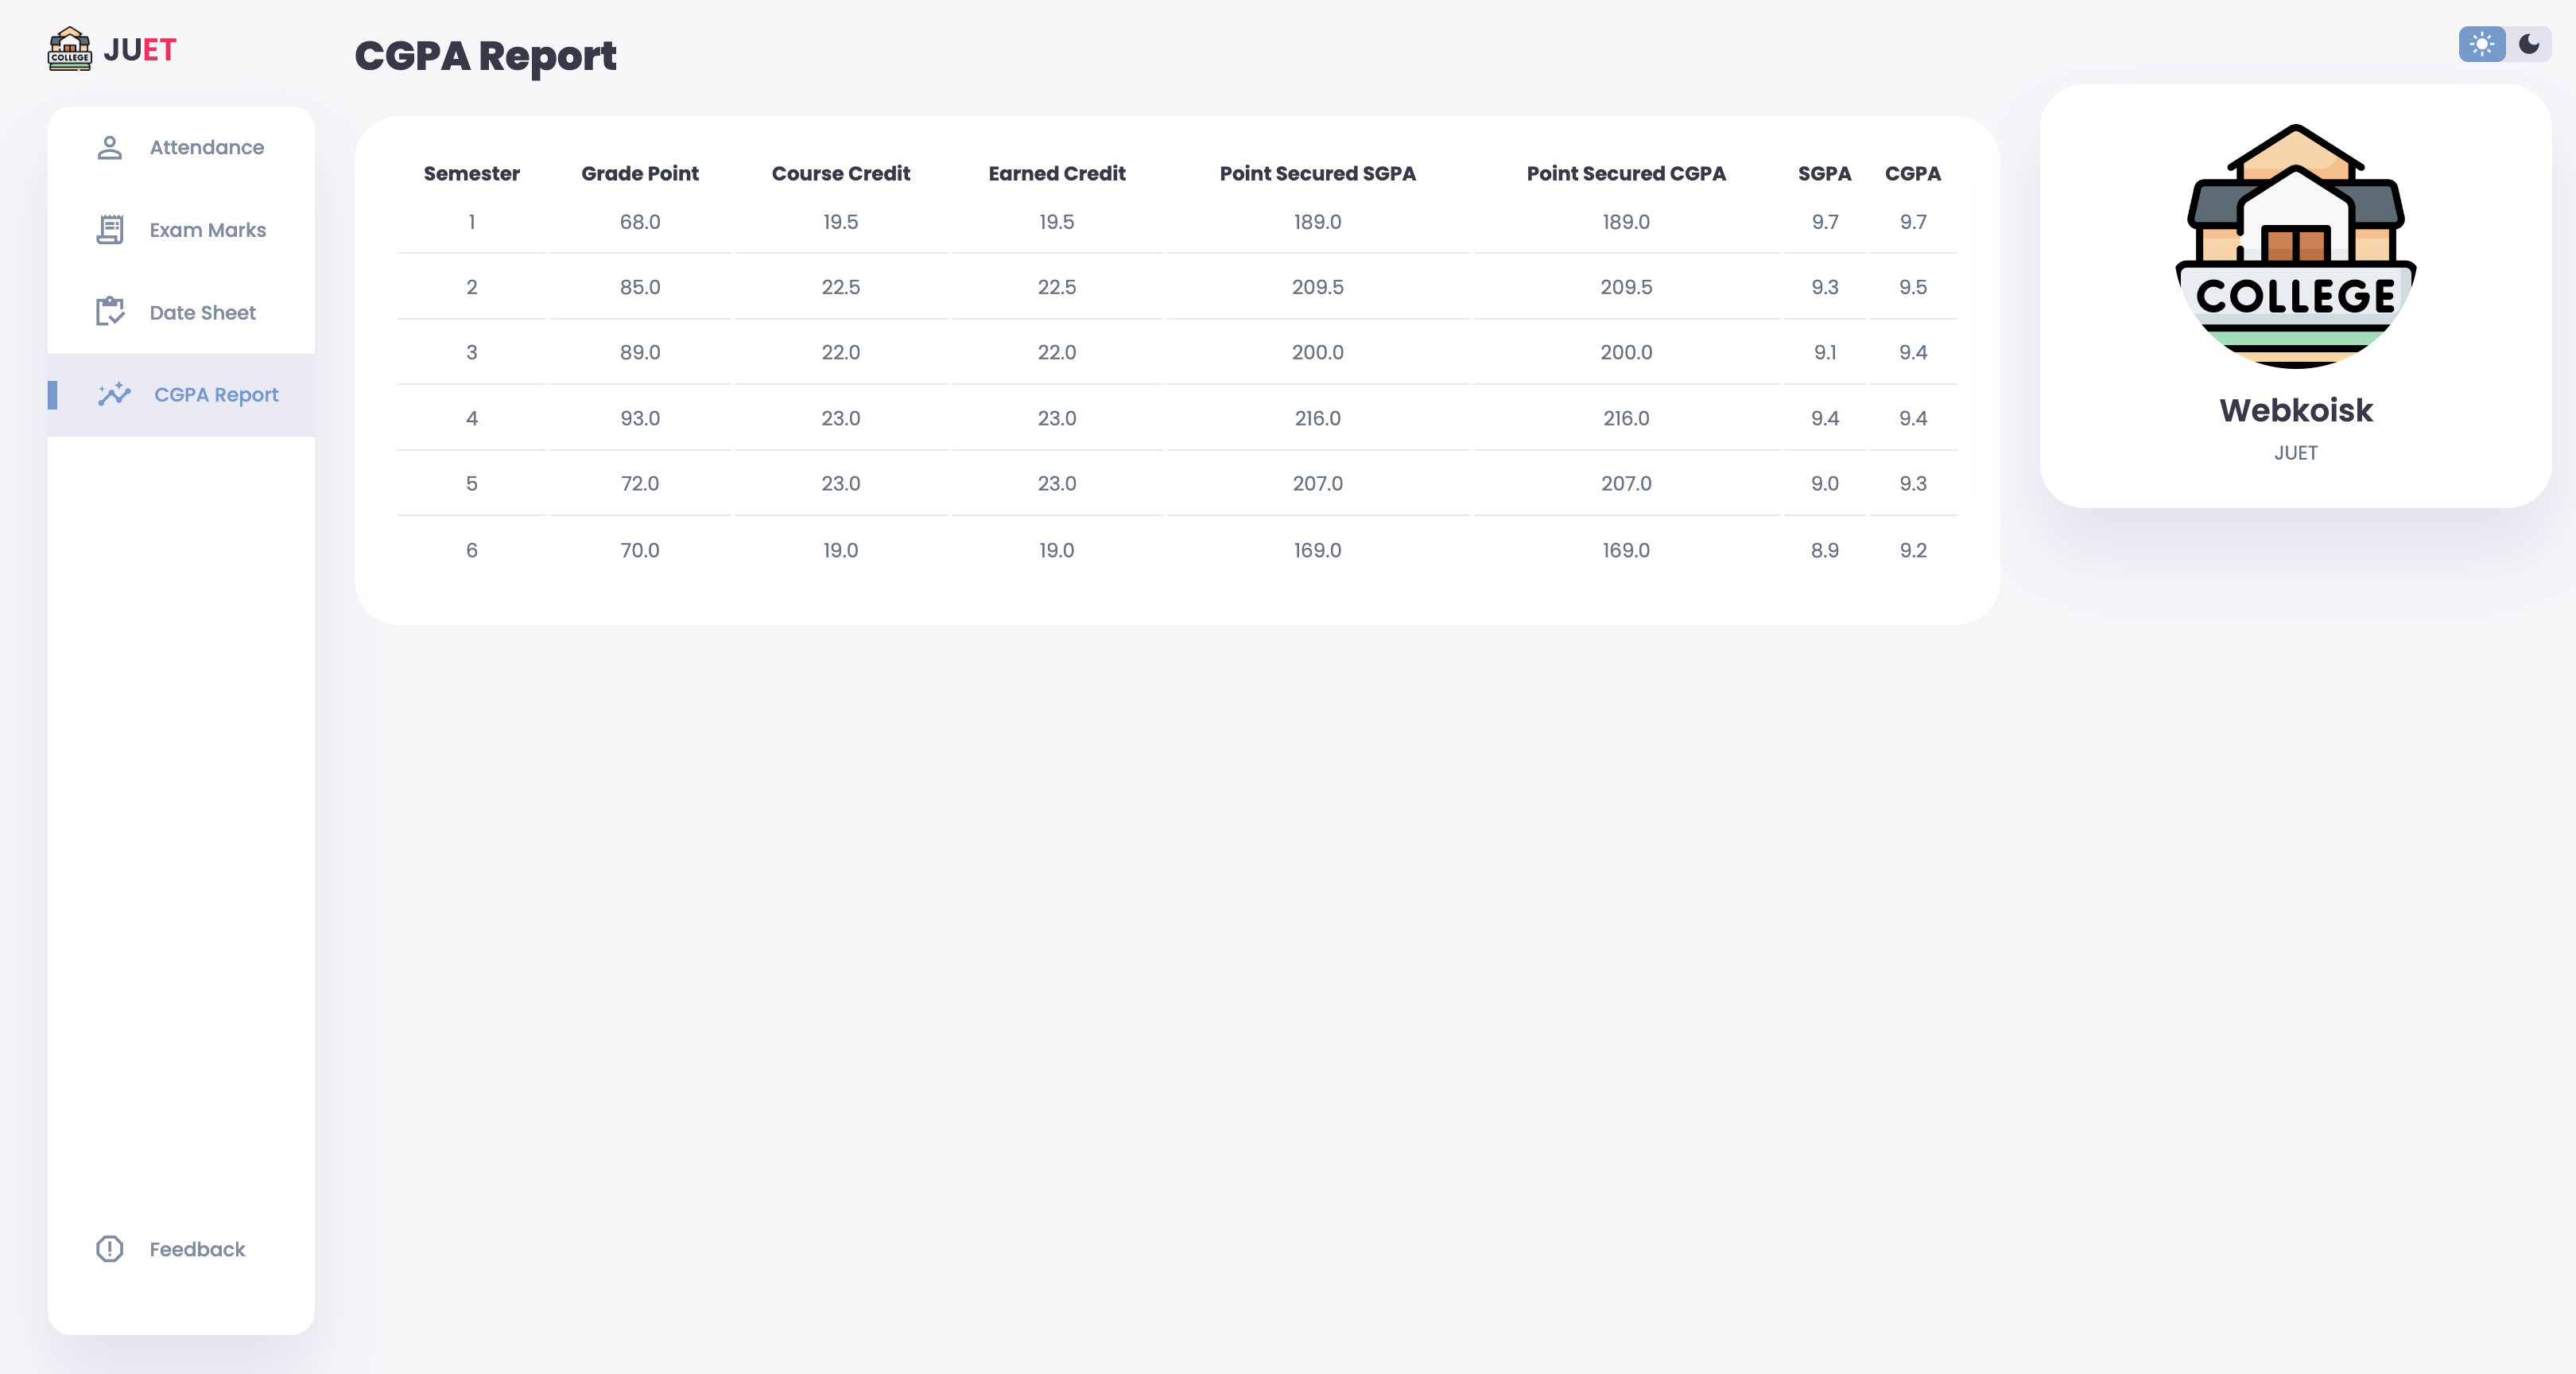 COLLEGE
JUET
Attendance
Exam Marks
Date Sheet
CGPA Report
Feedback
CGPA Report
Semester Grade Point Course Credit Earned Credit Point Secured SGPA Point Secured CGPA SGPA CGPA
1 68.0 19.5 19.5 189.0 189.0 9.7 9.7
2 85.0 22.5 22.5 209.5 209.5 9.3 9.5
3 89.0 22.0 22.0 200.0 200.0 9.1 9.4
4 93.0 23.0 23.0 216.0 216.0 9.4 9.4
5 72.0 23.0 23.0 207.0 207.0 9.0 9.3
6 70.0 19.0 19.0 169.0 169.0 8.9 9.2
COLLEGE
Webkoisk
JUET